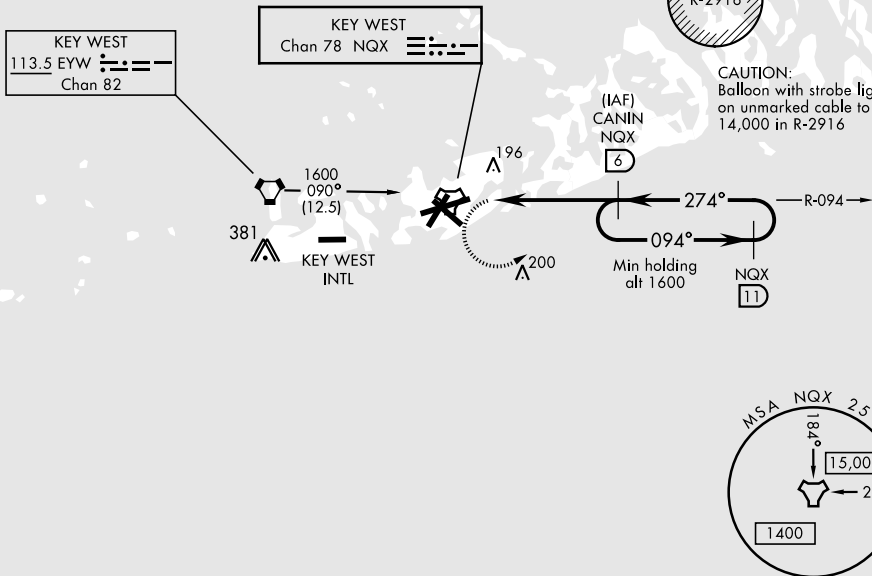 R-2916
KEY WEST
Chan 78 NQX
KEY WEST
113.5 EYW
Chan 82
CAUTION:
Balloon with strobe lig
on unmarked cable to
14,000 in R-2916
(IAF)
CANIN
NQX
6
196
1600
090°
(12.5)
274°
R-094
381
094°
KEY WEST
INTL
200
Min holding
alt 1600
NQX
11
MSA NQX 25
184°
15,00
2
1400